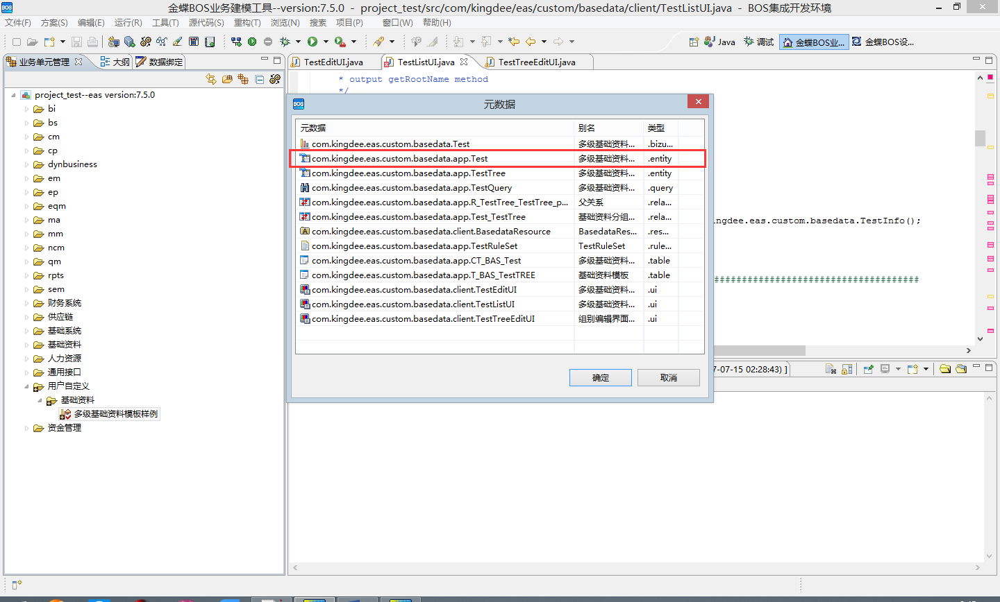 金蝶BOS业务建模工具--version:7.5.0 - project_test/src/com/kingdee/eas/custom/basedata/client/TestListUI.java - BOS集成开发环境
文件(F) 方案(S) 编辑(E) 运行(R) 工具(T) 源代码(S) 重构(T) 浏览(N) 搜索 项目(P) 窗口(W) 帮助(H)
Java 调试 金蝶BOS业... 金蝶BOS设...
业务单元管理 大纲 数据绑定
TestEditUI.java TestListUI.java TestTreeEditUI.java
project_test--eas version:7.5.0
bi
bs
cm
cp
dynbusiness
em
ep
eqm
ma
mm
ncm
qm
rpts
sem
财务系统
供应链
基础系统
基础资料
人力资源
通用接口
用户自定义
基础资料
多级基础资料模板样例
资金管理
* output getRootName method
*/
ingdee.eas.custom.basedata.TestInfo();
#####################################
元数据
元数据 别名 类型
com.kingdee.eas.custom.basedata.Test 多级基础资料... .bizu...
com.kingdee.eas.custom.basedata.app.Test 多级基础资料... .entity
com.kingdee.eas.custom.basedata.app.TestTree 多级基础资料... .entity
com.kingdee.eas.custom.basedata.app.TestQuery 多级基础资料... .query
com.kingdee.eas.custom.basedata.app.R_TestTree_TestTree_p... 父关系 .rela...
com.kingdee.eas.custom.basedata.app.Test_TestTree 基础资料分组... .rela...
com.kingdee.eas.custom.basedata.client.BasedataResource BasedataRes... .res...
com.kingdee.eas.custom.basedata.app.TestRuleSet TestRuleSet .rule...
com.kingdee.eas.custom.basedata.app.CT_BAS_Test 多级基础资料... .table
com.kingdee.eas.custom.basedata.app.T_BAS_TestTREE 基础资料模板 .table
com.kingdee.eas.custom.basedata.client.TestEditUI 多级基础资料... .ui
com.kingdee.eas.custom.basedata.client.TestListUI 多级基础资料... .ui
com.kingdee.eas.custom.basedata.client.TestTreeEditUI 组别编辑界面... .ui
确定 取消
7-07-15 02:28:43) ]